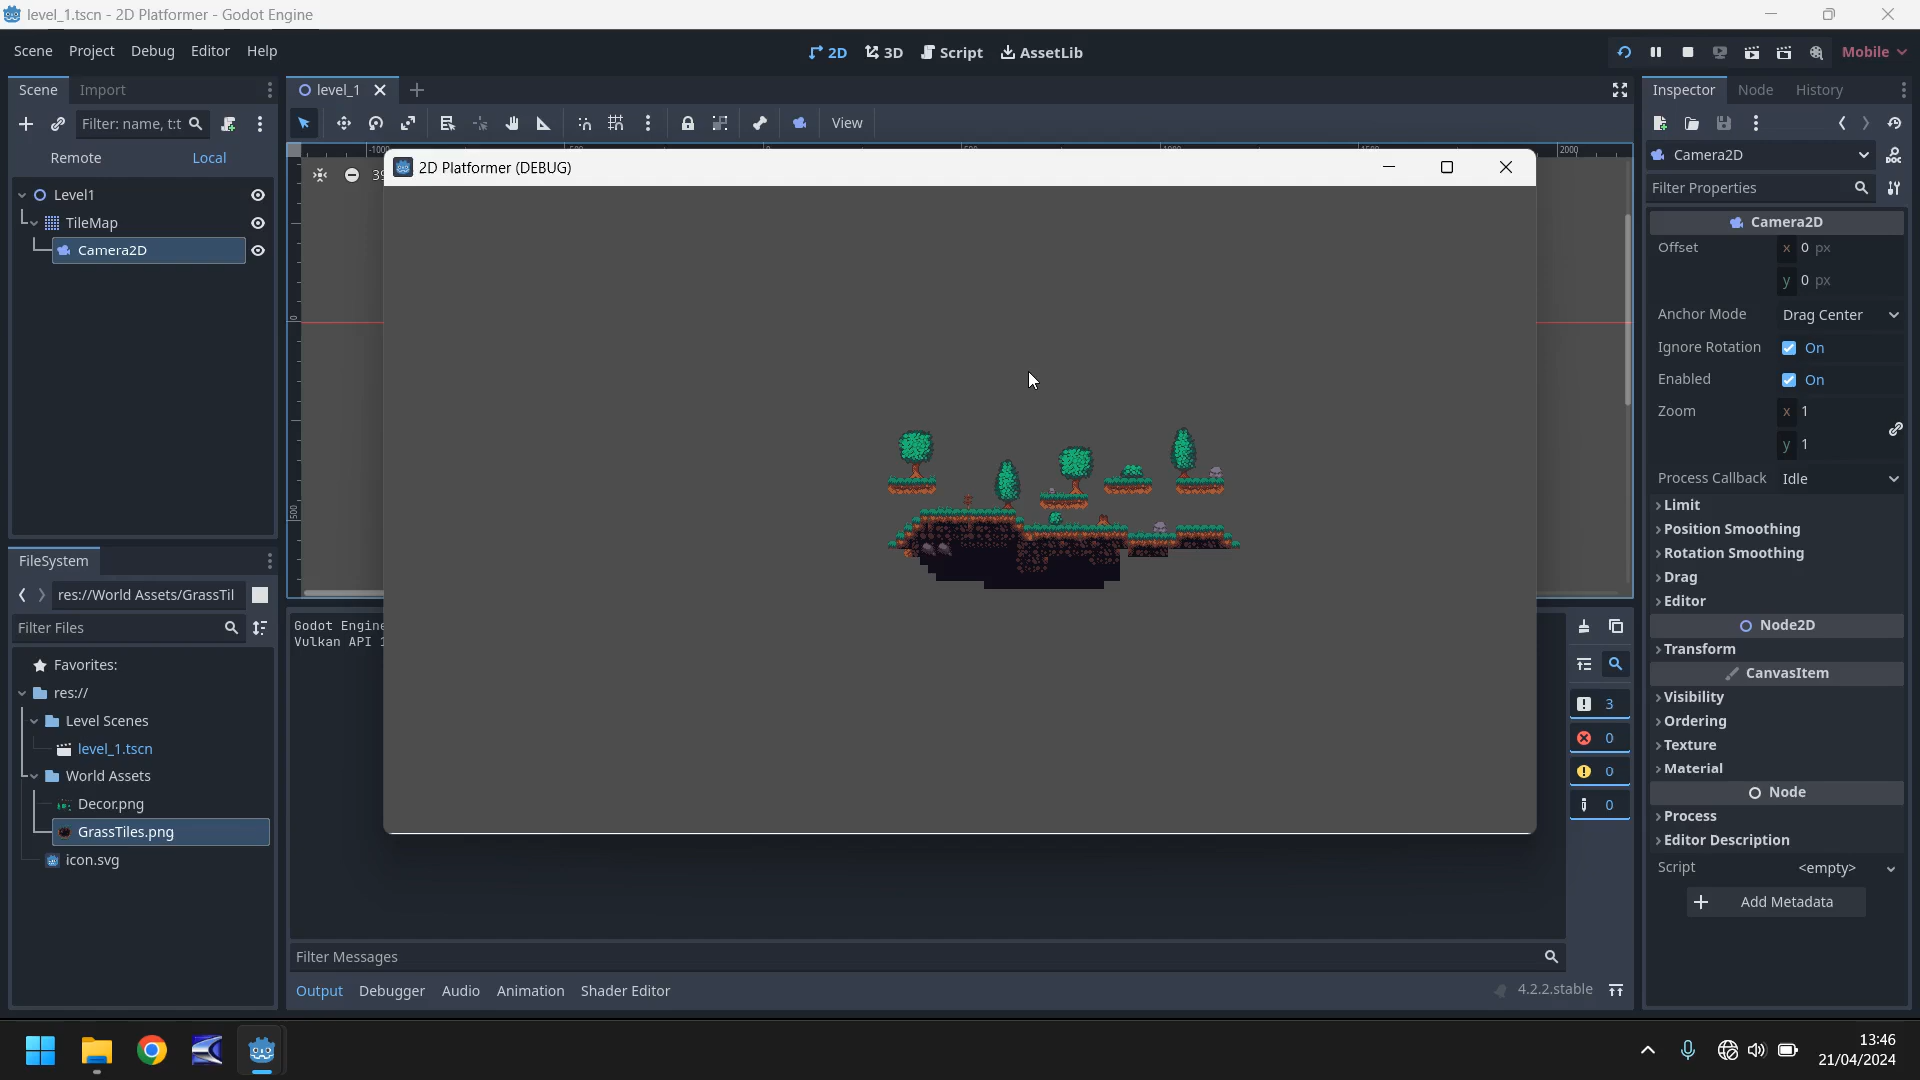 level_1.tscn - 2D Platformer - Godot Engine
Scene Project Debug Editor Help
2D 3D Script AssetLib
Mobile
Scene Import
level_1
Inspector Node History
Filter: name, t:t
View
Remote Local
Camera2D
Filter Properties
Level1
TileMap
Camera2D
-1000 2000
0
500
2D Platformer (DEBUG)
Camera2D
Offset x 0 px
y 0 px
Anchor Mode Drag Center
Ignore Rotation On
Enabled On
Zoom x 1
y 1
Process Callback Idle
Limit
Position Smoothing
Rotation Smoothing
Drag
Editor
Node2D
Transform
CanvasItem
Visibility
Ordering
Texture
Material
Node
Process
Editor Description
Script <empty>
Add Metadata
FileSystem
res://World Assets/GrassTil
Filter Files
Favorites:
res://
Level Scenes
level_1.tscn
World Assets
Decor.png
GrassTiles.png
icon.svg
Godot Engine
Vulkan API 1
3
0
0
0
Filter Messages
Output Debugger Audio Animation Shader Editor
4.2.2.stable
13:46
21/04/2024